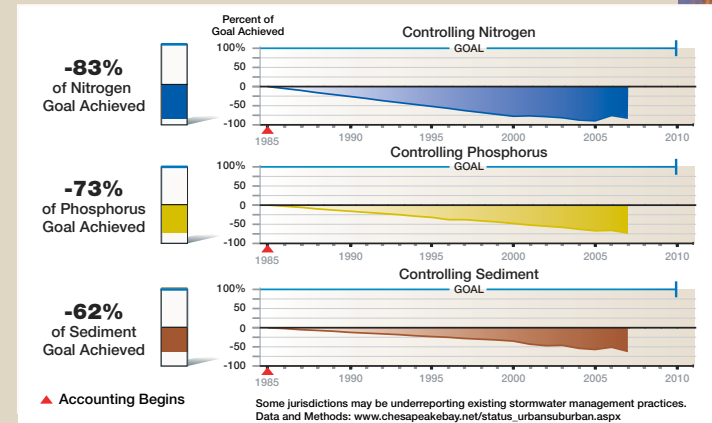 Percent of
Goal Achieved
Controlling Nitrogen
-83%
of Nitrogen
Goal Achieved
100%
50
0
-50
-100
GOAL
1985
1990
1995
2000
2005
2010
Controlling Phosphorus
-73%
of Phosphorus
Goal Achieved
100%
50
0
-50
-100
GOAL
1985
1990
1995
2000
2005
2010
Controlling Sediment
-62%
of Sediment
Goal Achieved
100%
50
0
-50
-100
GOAL
1985
1990
1995
2000
2005
2010
Accounting Begins
Some jurisdictions may be underreporting existing stormwater management practices.
Data and Methods: www.chesapeakebay.net/status_urbansuburban.aspx